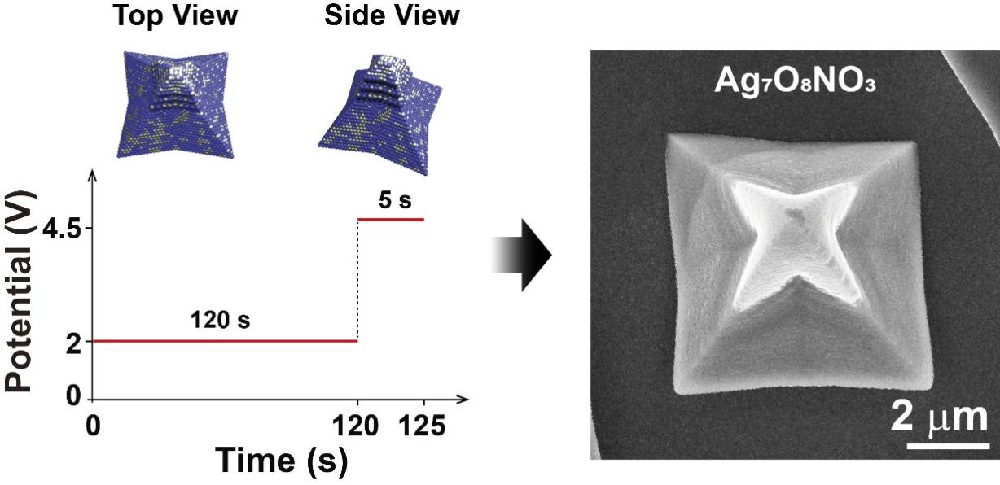 Top View
Side View
Potential (V)
4.5
2
0
120 s
5 s
0
120
125
Time (s)
Ag₇O₈NO₃
2 μm